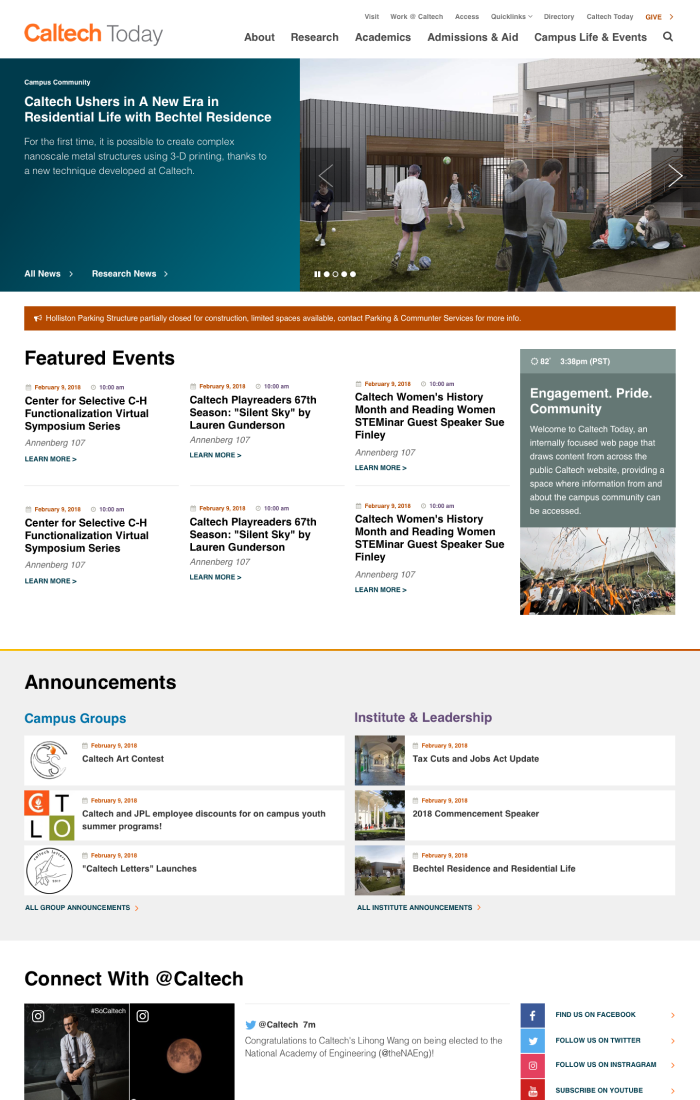 Visit Work @ Caltech Access Quicklinks Directory Caltech Today GIVE
Caltech Today
About Research Academics Admissions & Aid Campus Life & Events
Campus Community
Caltech Ushers in A New Era in
Residential Life with Bechtel Residence
For the first time, it is possible to create complex
nanoscale metal structures using 3-D printing, thanks to
a new technique developed at Caltech.
All News Research News
Holliston Parking Structure partially closed for construction, limited spaces available, contact Parking & Communter Services for more info.
Featured Events
February 9, 2018 10:00 am
Center for Selective C-H
Functionalization Virtual
Symposium Series
Annenberg 107
LEARN MORE >
February 9, 2018 10:00 am
Caltech Playreaders 67th
Season: "Silent Sky" by
Lauren Gunderson
Annenberg 107
LEARN MORE >
February 9, 2018 10:00 am
Caltech Women's History
Month and Reading Women
STEMinar Guest Speaker Sue
Finley
Annenberg 107
LEARN MORE >
February 9, 2018 10:00 am
Center for Selective C-H
Functionalization Virtual
Symposium Series
Annenberg 107
LEARN MORE >
February 9, 2018 10:00 am
Caltech Playreaders 67th
Season: "Silent Sky" by
Lauren Gunderson
Annenberg 107
LEARN MORE >
February 9, 2018 10:00 am
Caltech Women's History
Month and Reading Women
STEMinar Guest Speaker Sue
Finley
Annenberg 107
LEARN MORE >
82° 3:38pm (PST)
Engagement. Pride.
Community
Welcome to Caltech Today, an
internally focused web page that
draws content from across the
public Caltech website, providing a
space where information from and
about the campus community can
be accessed.
Announcements
Campus Groups
February 9, 2018
Caltech Art Contest
C T
L O
February 9, 2018
Caltech and JPL employee discounts for on campus youth
summer programs!
caltech letters
February 9, 2018
"Caltech Letters" Launches
ALL GROUP ANNOUNCEMENTS
Institute & Leadership
February 9, 2018
Tax Cuts and Jobs Act Update
February 9, 2018
2018 Commencement Speaker
February 9, 2018
Bechtel Residence and Residential Life
ALL INSTITUTE ANNOUNCEMENTS
Connect With @Caltech
#SoCaltech
@Caltech 7m
Congratulations to Caltech's Lihong Wang on being elected to the
National Academy of Engineering (@theNAEng)!
FIND US ON FACEBOOK
FOLLOW US ON TWITTER
FOLLOW US ON INSTRAGRAM
SUBSCRIBE ON YOUTUBE